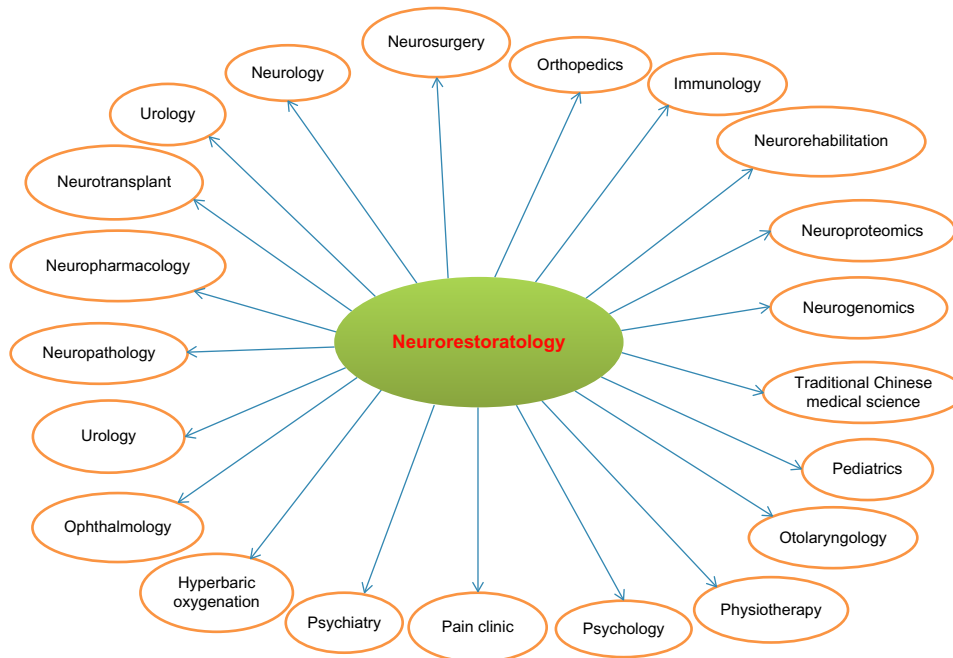 Neurosurgery
Orthopedics
Neurology
Immunology
Urology
Neurorehabilitation
Neurotransplant
Neuroproteomics
Neuropharmacology
Neurogenomics
Neurorestoratology
Neuropathology
Traditional Chinese
medical science
Urology
Pediatrics
Ophthalmology
Otolaryngology
Hyperbaric
oxygenation
Physiotherapy
Psychiatry
Pain clinic
Psychology